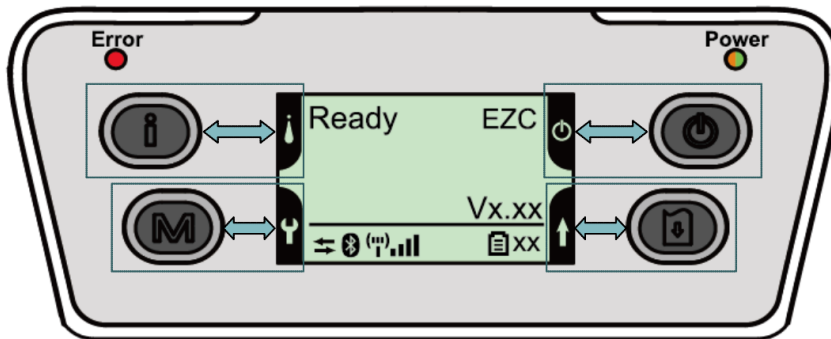 Error
Power
i
Ready EZC
M
Vx.xx
xx